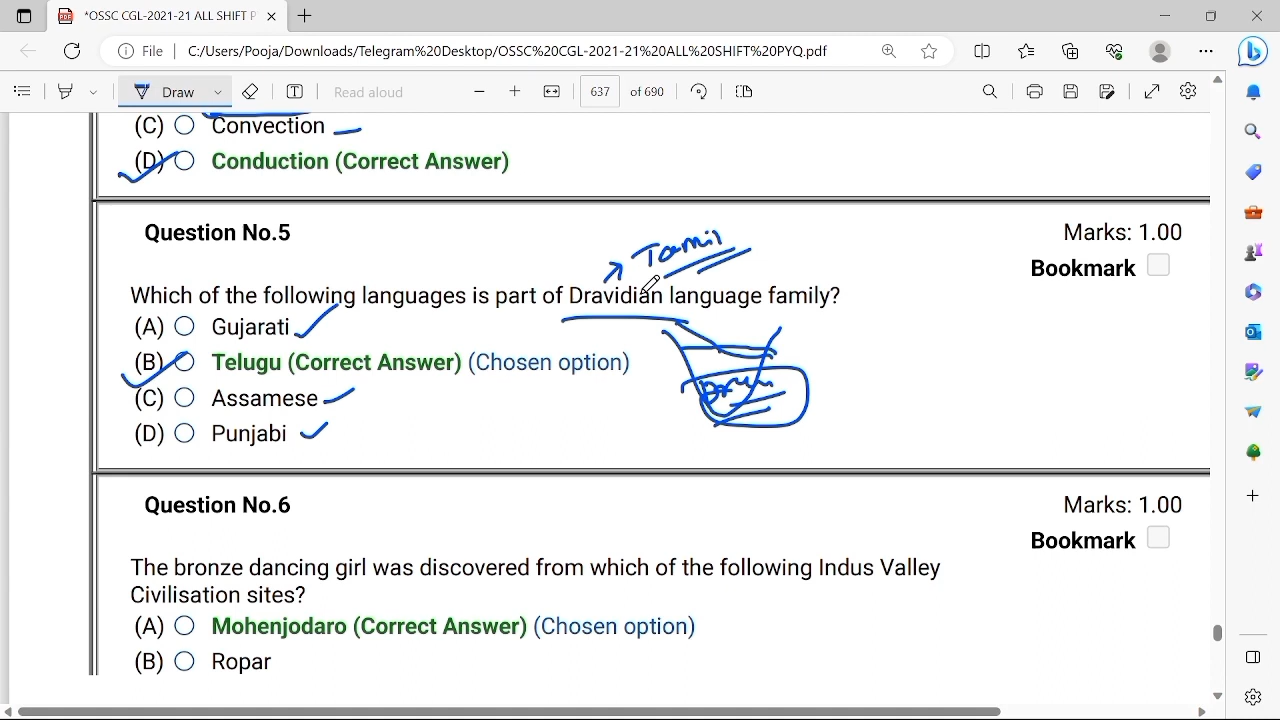 *OSSC CGL-2021-21 ALL SHIFT P
File
C:/Users/Pooja/Downloads/Telegram%20Desktop/OSSC%20CGL-2021-21%20ALL%20SHIFT%20PYQ.pdf
Draw
Read aloud
637
of 690
(C) Convection
(D) Conduction (Correct Answer)
Question No.5
Marks: 1.00
Bookmark
Tamil
Which of the following languages is part of Dravidian language family?
(A) Gujarati
(B) Telugu (Correct Answer) (Chosen option)
(C) Assamese
(D) Punjabi
Question No.6
Marks: 1.00
Bookmark
The bronze dancing girl was discovered from which of the following Indus Valley
Civilisation sites?
(A) Mohenjodaro (Correct Answer) (Chosen option)
(B) Ropar